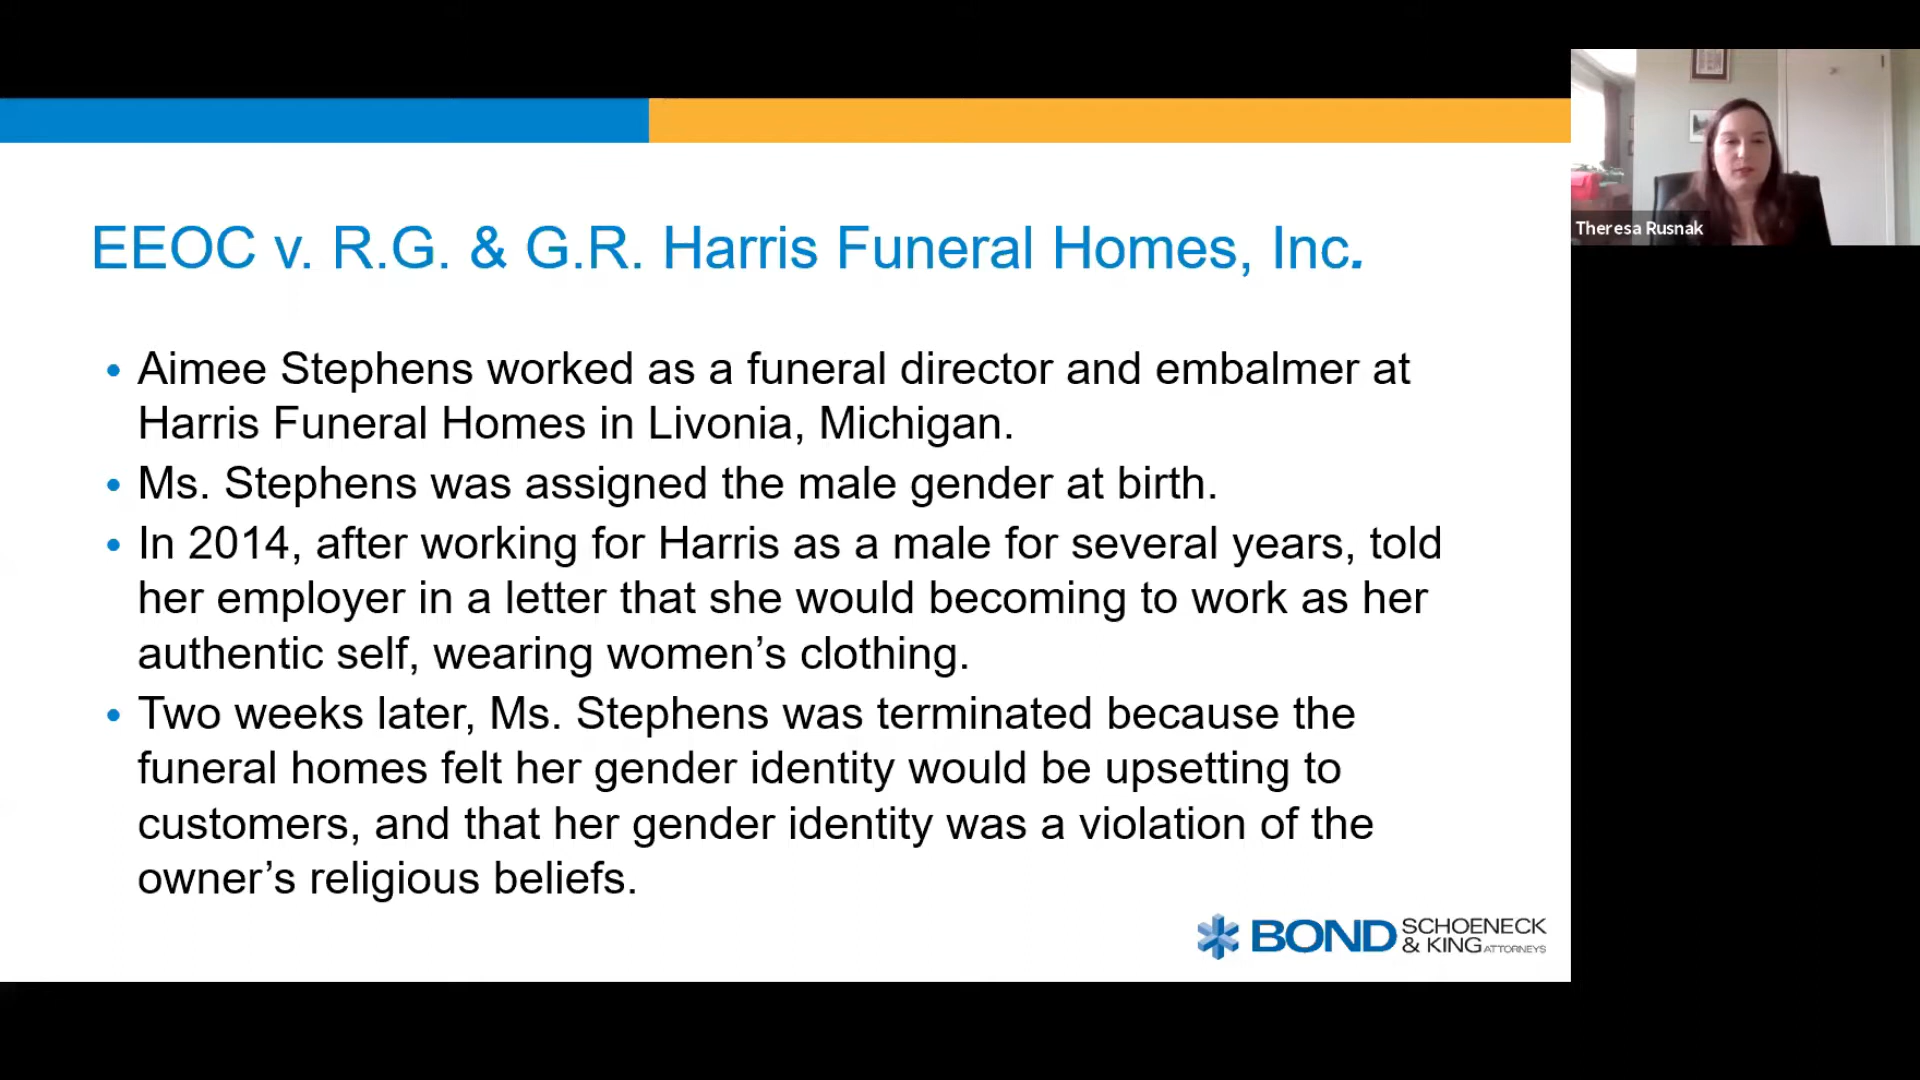 EEOC v. R.G. & G.R. Harris Funeral Homes, Inc.
• Aimee Stephens worked as a funeral director and embalmer at
Harris Funeral Homes in Livonia, Michigan.
• Ms. Stephens was assigned the male gender at birth.
• In 2014, after working for Harris as a male for several years, told
her employer in a letter that she would becoming to work as her
authentic self, wearing women’s clothing.
• Two weeks later, Ms. Stephens was terminated because the
funeral homes felt her gender identity would be upsetting to
customers, and that her gender identity was a violation of the
owner’s religious beliefs.
BOND SCHOENECK
& KING ATTORNEYS
Theresa Rusnak